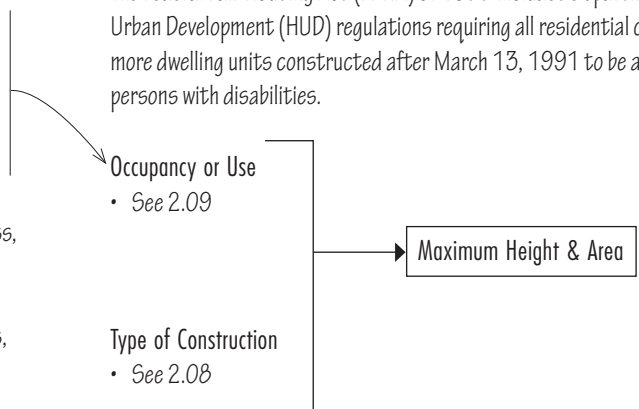 Urban Development (HUD) regulations requiring all residential
more dwelling units constructed after March 13, 1991 to be
persons with disabilities.
Occupancy or Use
• See 2.09
Maximum Height & Area
Type of Construction
• See 2.08